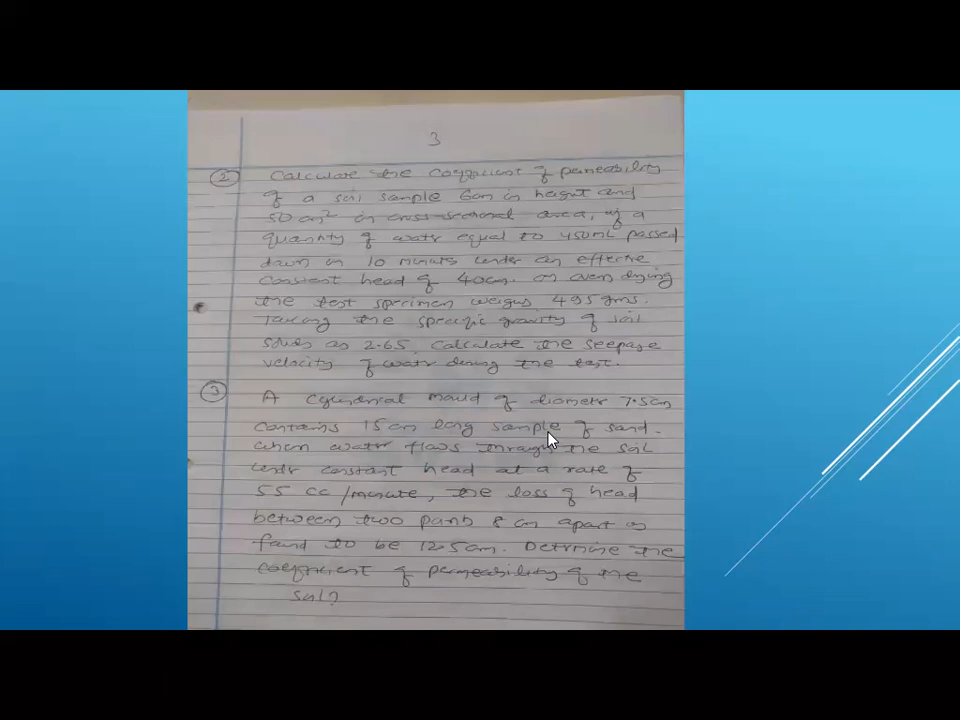 3
② Calculate the Coefficient of permeability
of a soil sample 6cm in height and
50 cm² in cross-sectional area, if a
quantity of water equal to 450mL passed
down in 10 minutes under an effective
constant head of 40cm. on oven drying
the test specimen weighs 495 gms.
Taking the specific gravity of soil
solids as 2.65. Calculate the seepage
velocity of water during the test.
③ A cylindrical mould of diameter 7.5cm
contains 15 cm long sample of sand.
when water flows through the soil
under constant head at a rate of
55 cc/minute, the loss of head
between two points 8 cm apart is
found to be 12.5cm. Determine the
coefficient of permeability of the
soil?